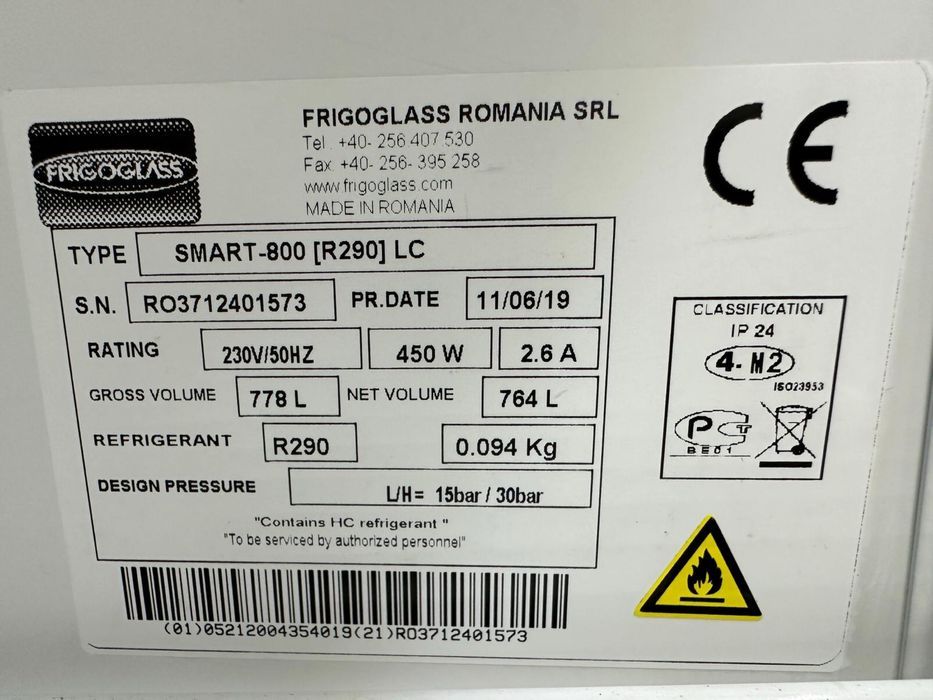 FRIGOGLASS
FRIGOGLASS ROMANIA SRL
Tel. +40- 256 407 530
Fax. +40- 256- 395 258
www.frigoglass.com
MADE IN ROMANIA
CE
TYPE SMART-800 [R290] LC
S.N. RO3712401573 PR.DATE 11/06/19
RATING 230V/50HZ 450 W 2.6 A
GROSS VOLUME 778 L NET VOLUME 764 L
REFRIGERANT R290 0.094 Kg
DESIGN PRESSURE L/H= 15bar / 30bar
"Contains HC refrigerant "
"To be serviced by authorized personnel"
(01)05212004354019(21)RO3712401573
CLASSIFICATION
IP 24
4- M2
ISO23953
PCT
BE01